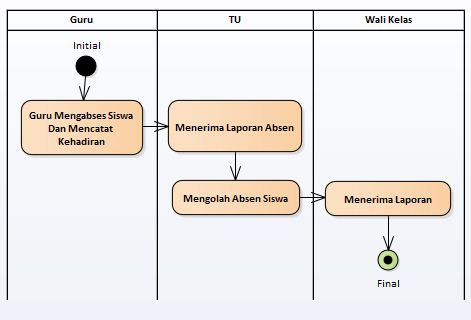 Guru
TU
Wali Kelas
Initial
Guru Mengabses Siswa
Dan Mencatat
Kehadiran
Menerima Laporan Absen
Mengolah Absen Siswa
Menerima Laporan
Final